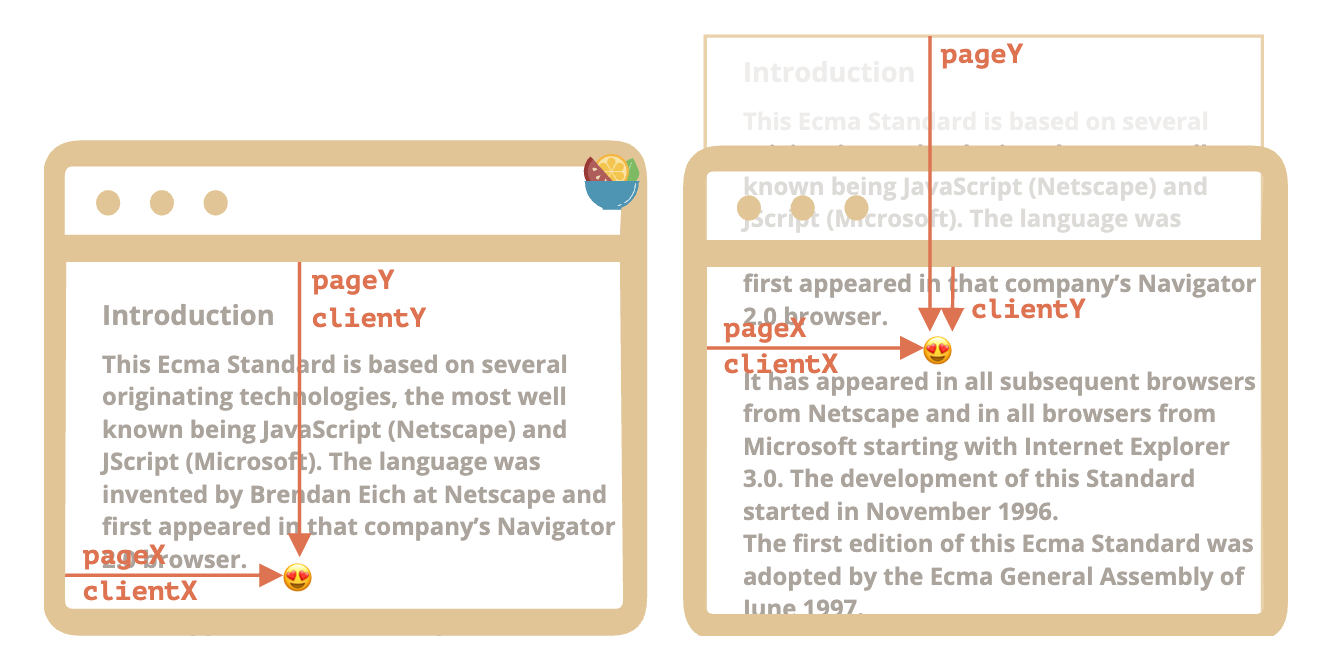 pageY
clientY
Introduction
This Ecma Standard is based on several
originating technologies, the most well
known being JavaScript (Netscape) and
JScript (Microsoft). The language was
invented by Brendan Eich at Netscape and
first appeared in that company’s Navigator
2.0 browser.
pageX
clientX
pageY
Introduction
This Ecma Standard is based on several
known being JavaScript (Netscape) and
JScript (Microsoft). The language was
first appeared in that company’s Navigator
clientY
2.0 browser.
pageX
clientX
It has appeared in all subsequent browsers
from Netscape and in all browsers from
Microsoft starting with Internet Explorer
3.0. The development of this Standard
started in November 1996.
The first edition of this Ecma Standard was
adopted by the Ecma General Assembly of
June 1997.